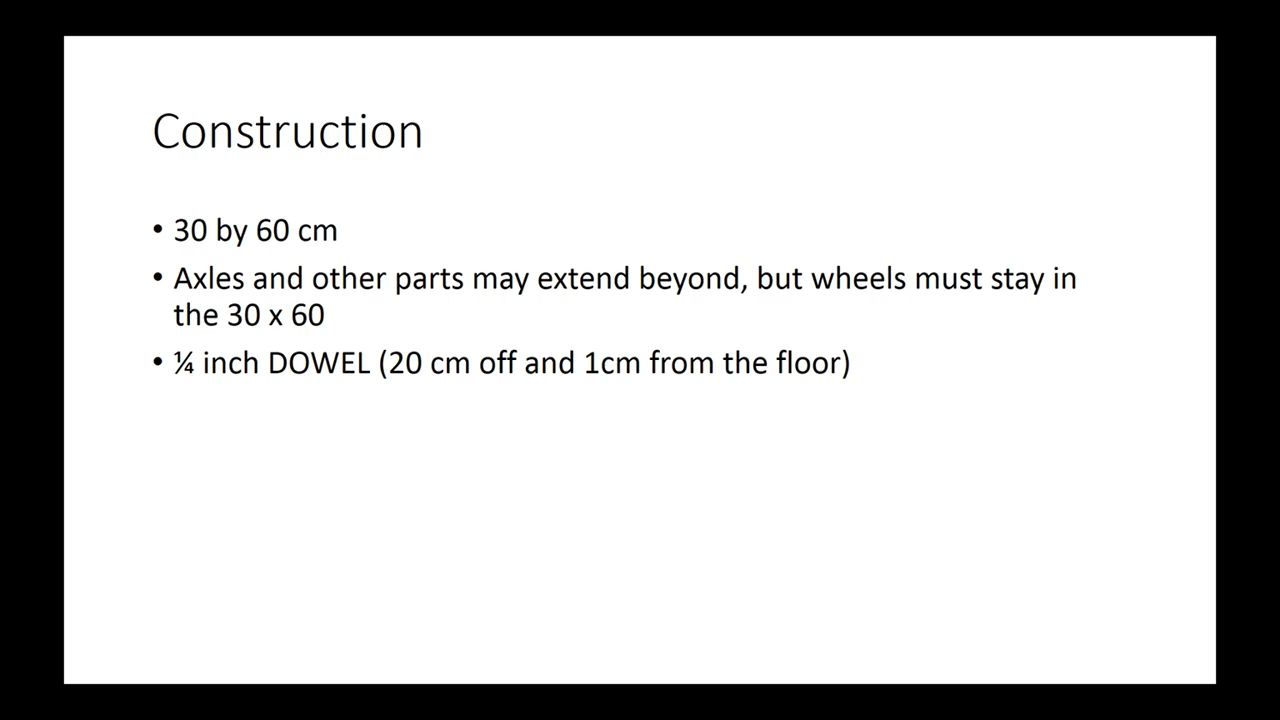 Construction
• 30 by 60 cm
• Axles and other parts may extend beyond, but wheels must stay in
the 30 x 60
• ¼ inch DOWEL (20 cm off and 1cm from the floor)